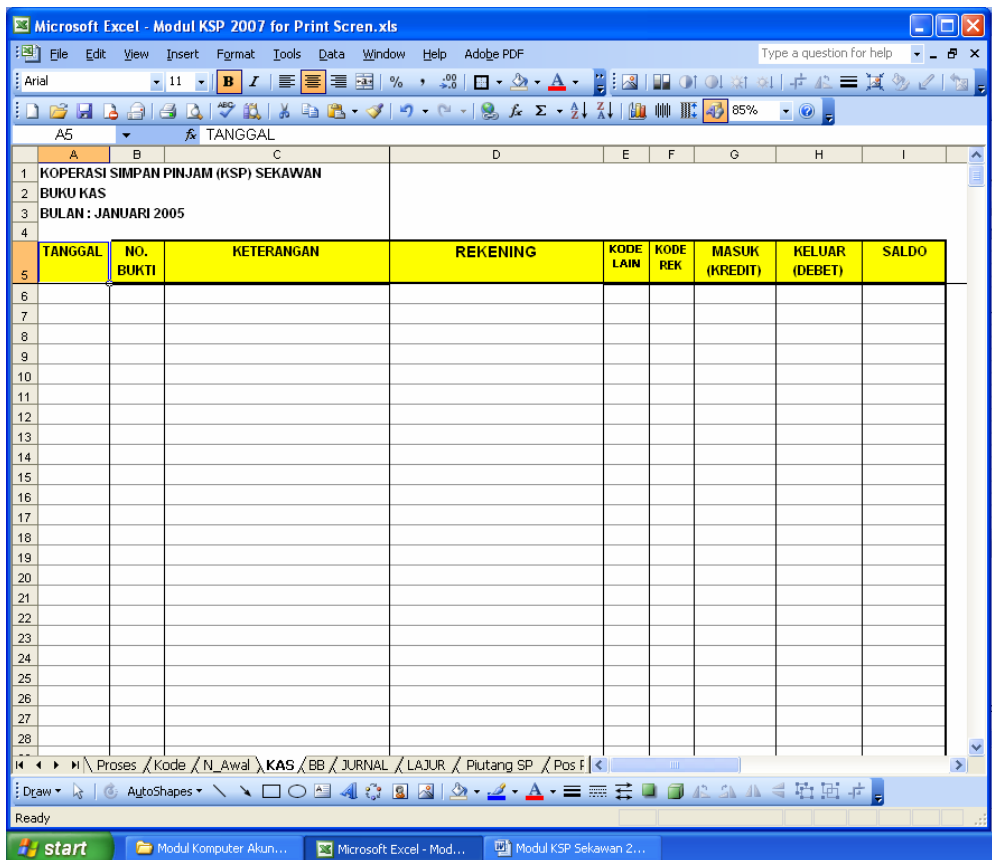 Microsoft Excel - Modul KSP 2007 for Print Scren.xls
File Edit View Insert Format Tools Data Window Help Adobe PDF Type a question for help
Arial 11 B I % , A
ABC fx Σ 85%
A5 fx TANGGAL
A B C D E F G H I
1 KOPERASI SIMPAN PINJAM (KSP) SEKAWAN
2 BUKU KAS
3 BULAN : JANUARI 2005
4
TANGGAL NO. KETERANGAN REKENING KODE KODE MASUK KELUAR SALDO
BUKTI LAIN REK (KREDIT) (DEBET)
5
6
7
8
9
10
11
12
13
14
15
16
17
18
19
20
21
22
23
24
25
26
27
28
Proses Kode N_Awal KAS BB JURNAL LAJUR Piutang SP Pos
Draw AutoShapes A
Ready
start Modul Komputer Akun... Microsoft Excel - Mod... Modul KSP Sekawan 2...